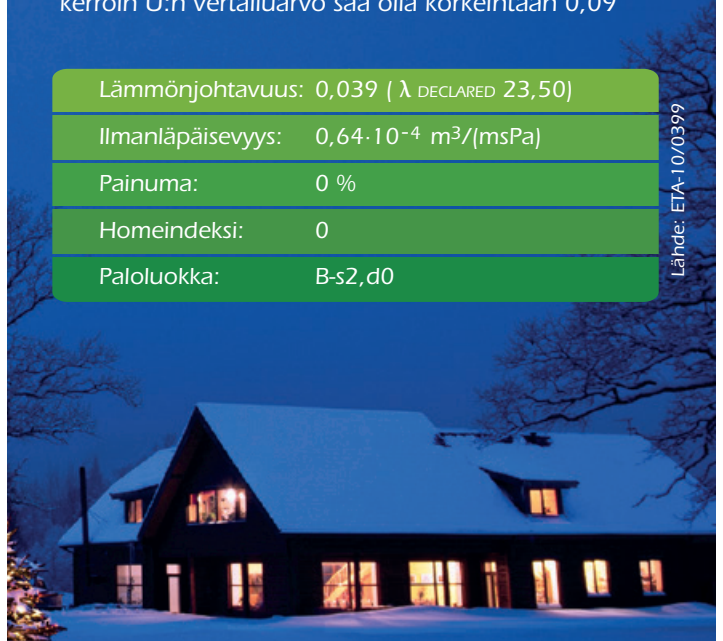 kerroin U:n vertailuarvo saa olla korkeintaan 0,09
Lämmönjohtavuus: 0,039 ( λ DECLARED 23,50)
Ilmanläpäisevyys: 0,64·10⁻⁴ m³/(msPa)
Painuma: 0 %
Homeindeksi: 0
Paloluokka: B-s2,d0
Lähde: ETA-10/0399